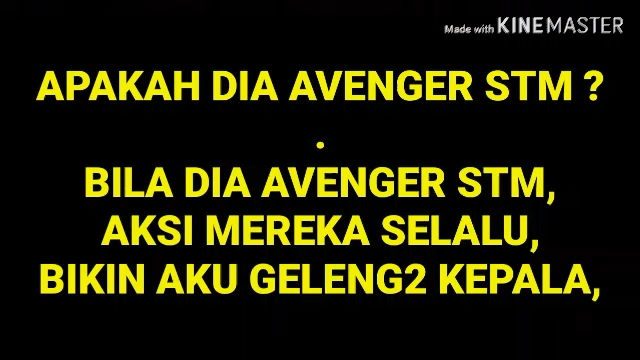 Made with KINEMASTER
APAKAH DIA AVENGER STM ?
.
BILA DIA AVENGER STM,
AKSI MEREKA SELALU,
BIKIN AKU GELENG2 KEPALA,